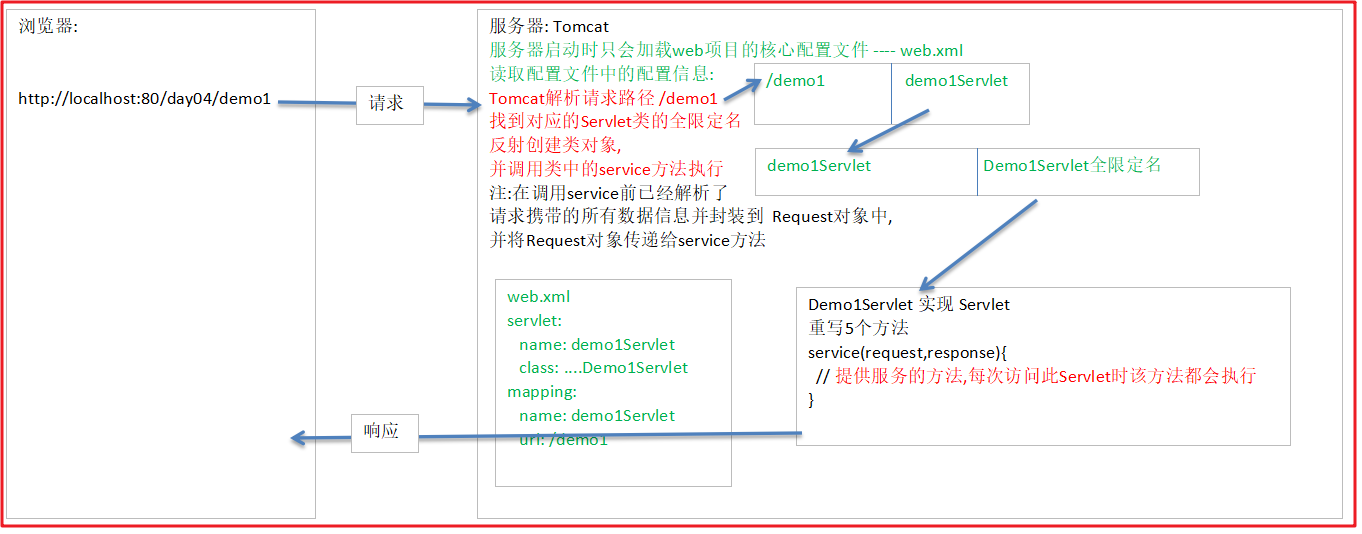 浏览器:
http://localhost:80/day04/demo1
请求
服务器: Tomcat
服务器启动时只会加载web项目的核心配置文件 ---- web.xml
读取配置文件中的配置信息:
Tomcat解析请求路径 /demo1
找到对应的Servlet类的全限定名
反射创建类对象,
并调用类中的service方法执行
注:在调用service前已经解析了
请求携带的所有数据信息并封装到 Request对象中,
并将Request对象传递给service方法
/demo1
demo1Servlet
demo1Servlet
Demo1Servlet全限定名
web.xml
servlet:
name: demo1Servlet
class: ....Demo1Servlet
mapping:
name: demo1Servlet
url: /demo1
Demo1Servlet 实现 Servlet
重写5个方法
service(request,response){
// 提供服务的方法,每次访问此Servlet时该方法都会执行
}
响应